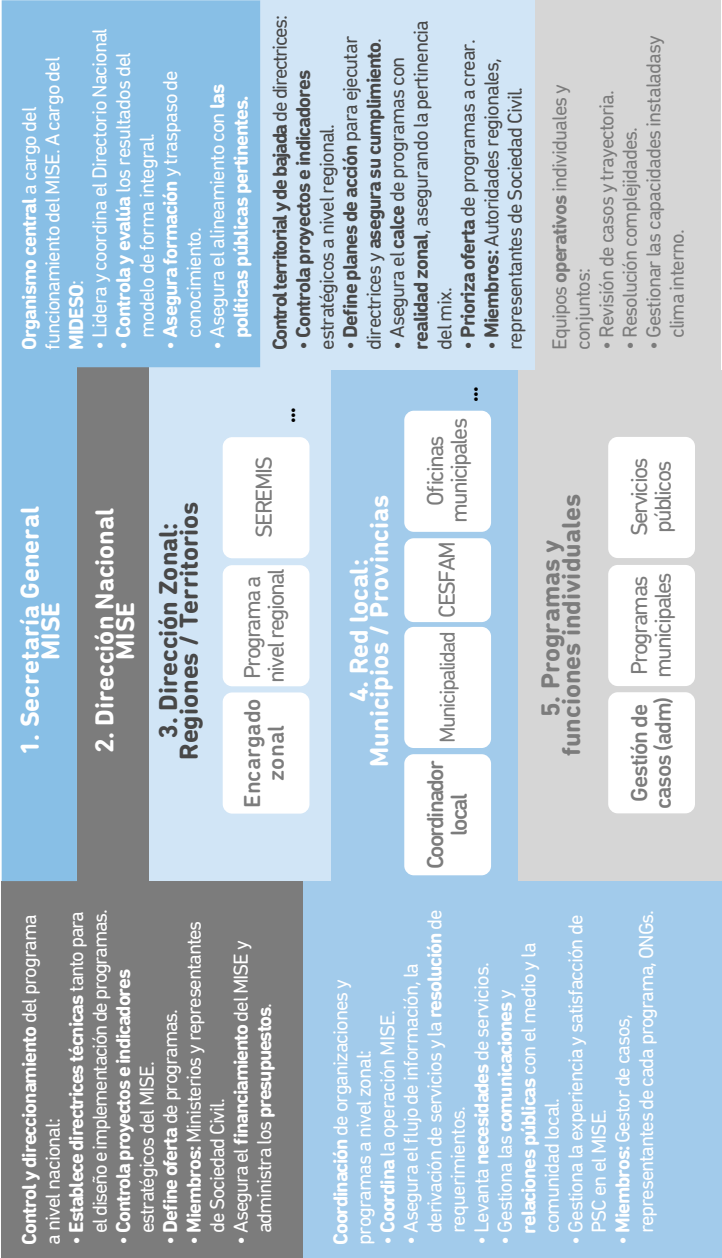 Control y direccionamiento del programa
a nivel nacional:
• Establece directrices técnicas tanto para
el diseño e implementación de programas.
• Controla proyectos e indicadores
estratégicos del MISE.
• Define oferta de programas.
• Miembros: Ministerios y representantes
de Sociedad Civil.
• Asegura el financiamiento del MISE y
administra los presupuestos.
Coordinación de organizaciones y
programas a nivel zonal:
• Coordina la operación MISE.
• Asegura el flujo de información, la
derivación de servicios y la resolución de
requerimientos.
• Levanta necesidades de servicios.
• Gestiona las comunicaciones y
relaciones públicas con el medio y la
comunidad local.
• Gestiona la experiencia y satisfacción de
PSC en el MISE.
• Miembros: Gestor de casos,
representantes de cada programa, ONGs.
1. Secretaría General
MISE
2. Dirección Nacional
MISE
3. Dirección Zonal:
Regiones / Territorios
Encargado
zonal
Programa a
nivel regional
SEREMIS
...
4. Red local:
Municipios / Provincias
Coordinador
local
Municipalidad
CESFAM
Oficinas
municipales
...
5. Programas y
funciones individuales
Gestión de
casos (adm)
Programas
municipales
Servicios
públicos
Organismo central a cargo del
funcionamiento del MISE. A cargo del
MIDESO:
• Lidera y coordina el Directorio Nacional
• Controla y evalúa los resultados del
modelo de forma integral.
• Asegura formación y traspaso de
conocimiento.
• Asegura el alineamiento con las
políticas públicas pertinentes.
Control territorial y de bajada de directrices:
• Controla proyectos e indicadores
estratégicos a nivel regional.
• Define planes de acción para ejecutar
directrices y asegura su cumplimiento.
• Asegura el calce de programas con
realidad zonal, asegurando la pertinencia
del mix.
• Prioriza oferta de programas a crear.
• Miembros: Autoridades regionales,
representantes de Sociedad Civil.
Equipos operativos individuales y
conjuntos:
• Revisión de casos y trayectoria.
• Resolución complejidades.
• Gestionar las capacidades instaladasy
clima interno.